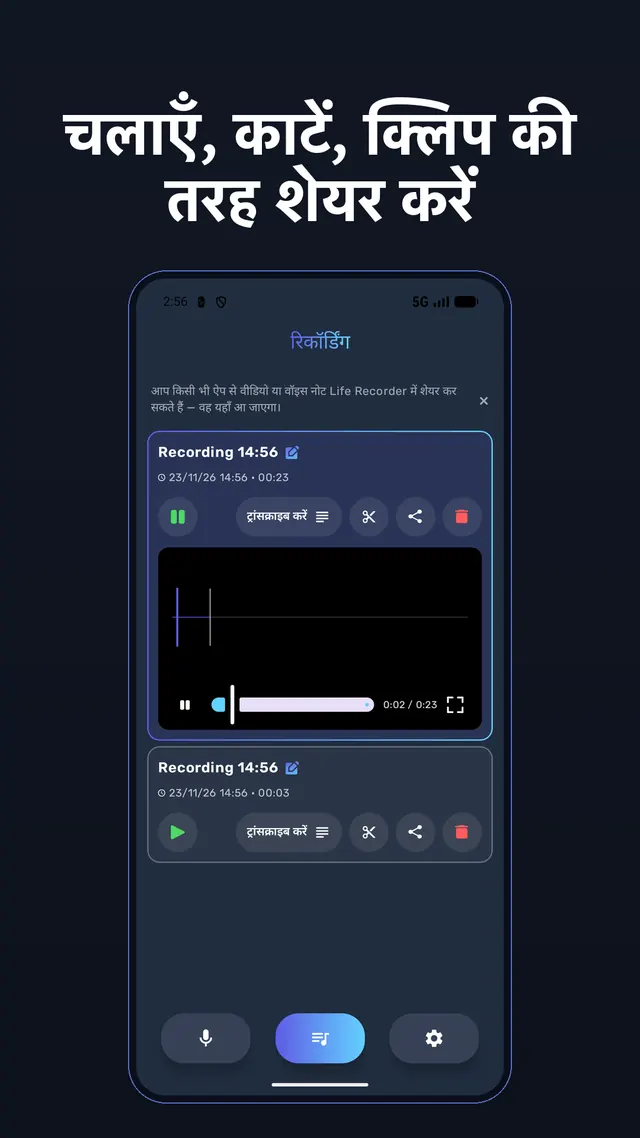 चलाएँ, काटें, क्लिप की
तरह शेयर करें
2:56
5G
रिकॉर्डिंग
आप किसी भी ऐप से वीडियो या वॉइस नोट Life Recorder में शेयर कर
सकते हैं — वह यहाँ आ जाएगा।
Recording 14:56
23/11/26 14:56 • 00:23
ट्रांसक्राइब करें
0:02 / 0:23
Recording 14:56
23/11/26 14:56 • 00:03
ट्रांसक्राइब करें